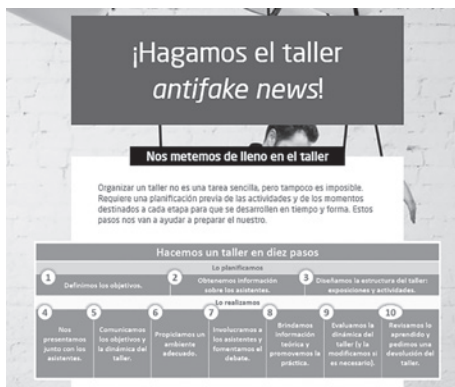 ¡Hagamos el taller
antifake news!
Nos metemos de lleno en el taller
Organizar un taller no es una tarea sencilla, pero tampoco es imposible.
Requiere una planificación previa de las actividades y de los momentos
destinados a cada etapa para que se desarrollen en tiempo y forma. Estos
pasos nos van a ayudar a preparar el nuestro.
Hacemos un taller en diez pasos
Lo planificamos
1
Definimos los objetivos.
2
Obtenemos información
sobre los asistentes.
3
Diseñamos la estructura del taller:
exposiciones y actividades.
Lo realizamos
4
Nos
presentamos
junto con los
asistentes.
5
Comunicamos
los objetivos y
la dinámica del
taller.
6
Propiciamos un
ambiente
adecuado.
7
Involucramos a
los asistentes y
fomentamos el
debate.
8
Brindamos
información
teórica y
promovemos la
práctica.
9
Evaluamos la
dinámica del
taller (y la
modificamos si
es necesario).
10
Revisamos lo
aprendido y
pedimos una
devolución del
taller.